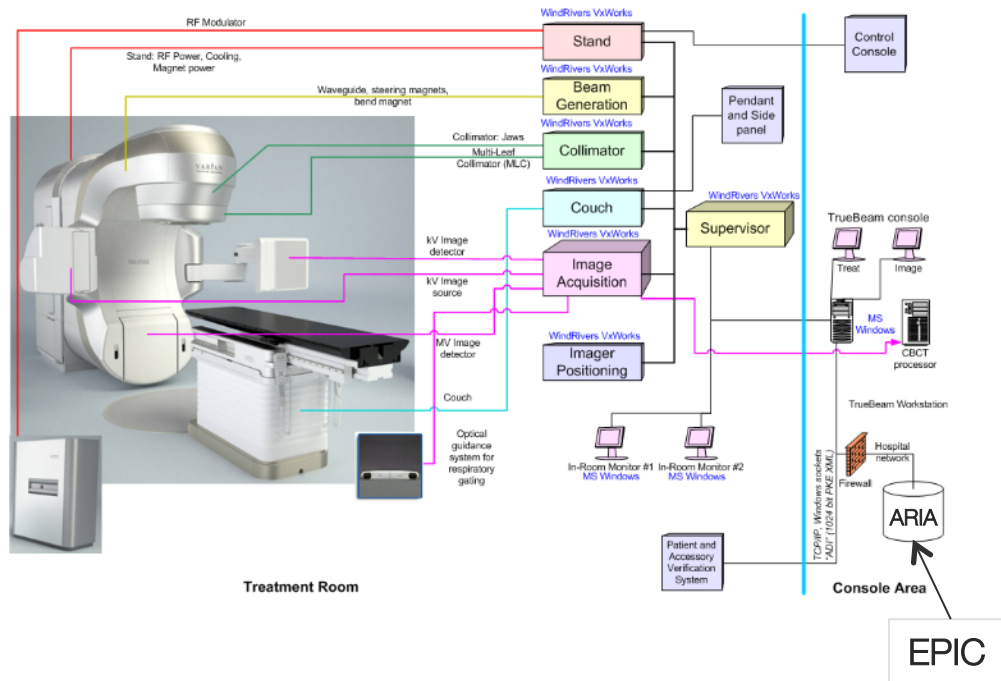 RF Modulator
Stand: RF Power, Cooling,
Magnet power
Waveguide, steering magnets,
bend magnet
Collimator: Jaws
Multi-Leaf
Collimator (MLC)
VARIAN
kV Image
detector
kV Image
source
MV Image
detector
Couch
Optical
guidance
system for
respiratory
gating
WindRivers VxWorks
Stand
WindRivers VxWorks
Beam
Generation
WindRivers VxWorks
Collimator
WindRivers VxWorks
Couch
WindRivers VxWorks
Image
Acquisition
WindRivers VxWorks
Imager
Positioning
Control
Console
Pendant
and Side
panel
WindRivers VxWorks
Supervisor
TrueBeam console
Treat
Image
MS
Windows
CBCT
processor
TrueBeam Workstation
In-Room Monitor #1
MS Windows
In-Room Monitor #2
MS Windows
TCP/IP, Windows sockets
"ADI" (1024 bit PKE XML)
Firewall
Hospital
network
ARIA
Patient and
Accessory
Verification
System
Treatment Room
Console Area
EPIC